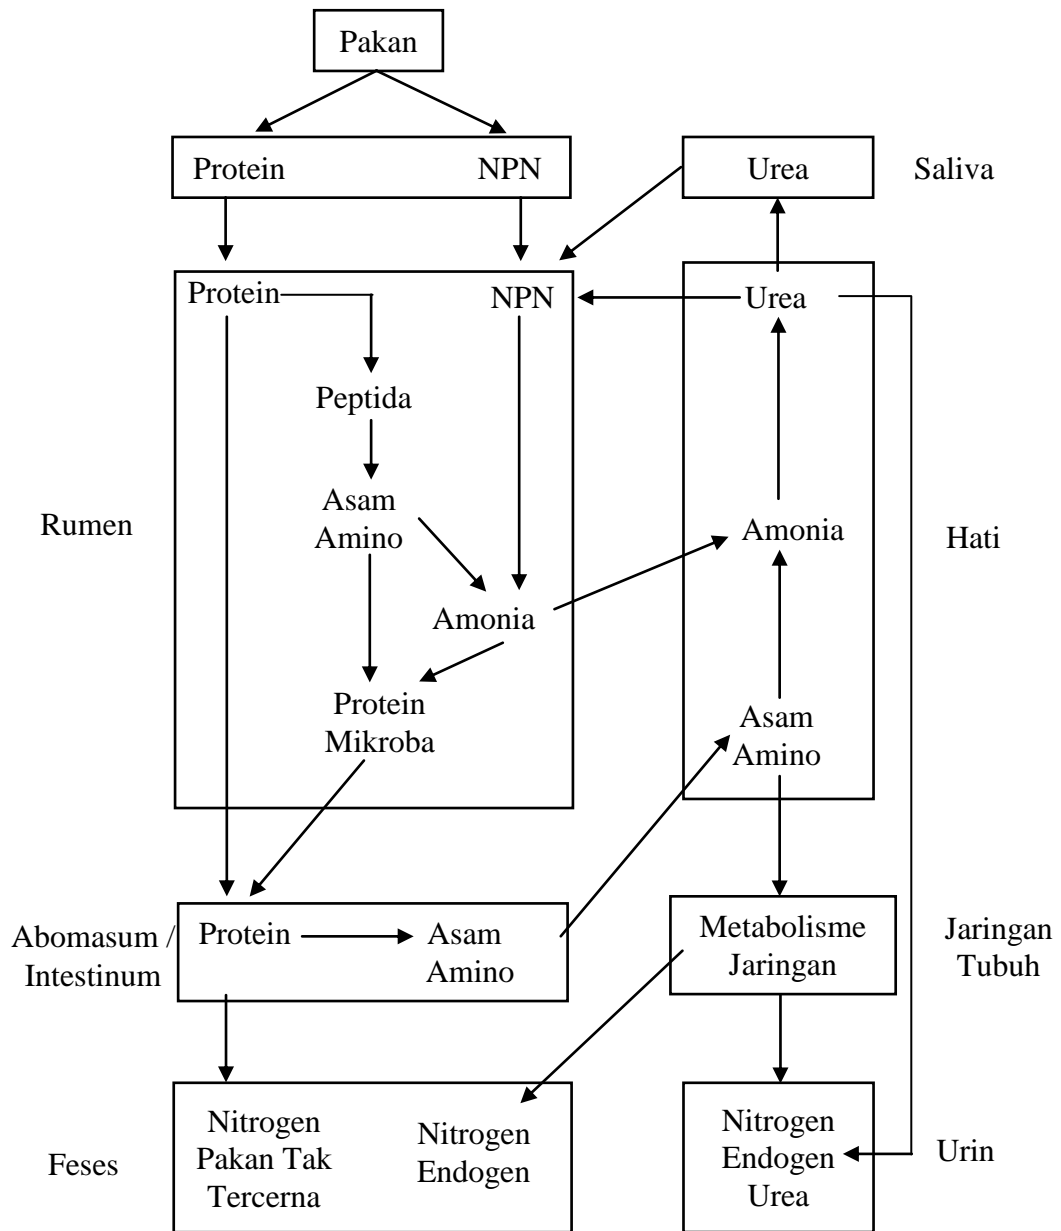 Pakan
Protein NPN
Urea
Saliva
Protein
NPN
Urea
Peptida
Asam
Amino
Amonia
Protein
Mikroba
Rumen
Amonia
Asam
Amino
Hati
Abomasum /
Intestinum
Protein
Asam
Amino
Metabolisme
Jaringan
Jaringan
Tubuh
Feses
Nitrogen
Pakan Tak
Tercerna
Nitrogen
Endogen
Nitrogen
Endogen
Urea
Urin